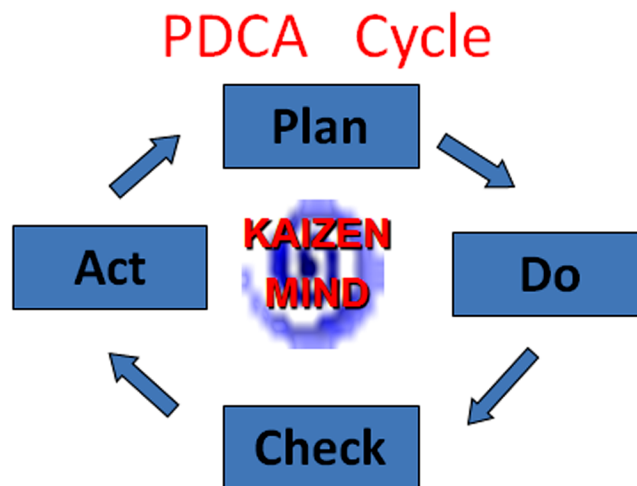 PDCA Cycle
Plan
Act
KAIZEN
MIND
Do
Check